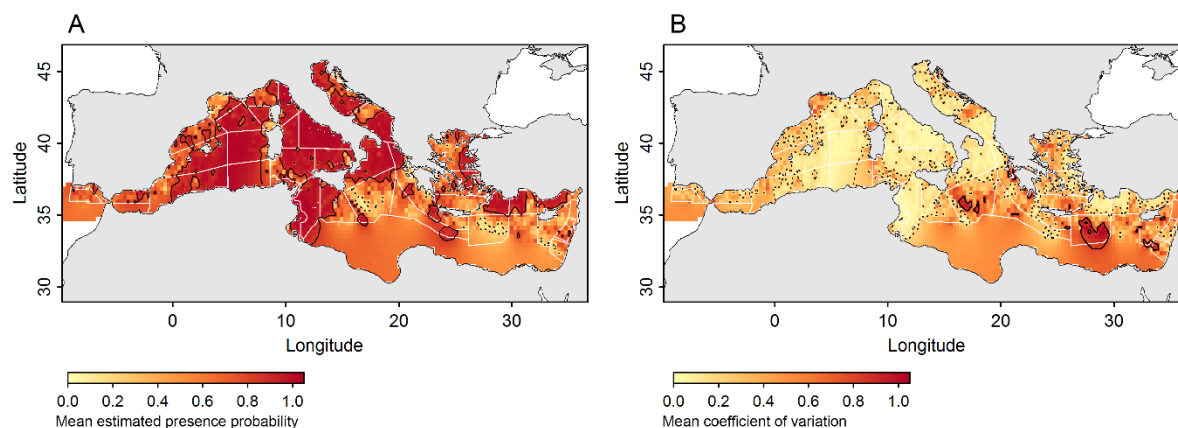 A
45
40
35
30
Latitude
0 10 20 30
Longitude
0.0 0.2 0.4 0.6 0.8 1.0
Mean estimated presence probability
B
45
40
35
30
Latitude
0 10 20 30
Longitude
0.0 0.2 0.4 0.6 0.8 1.0
Mean coefficient of variation